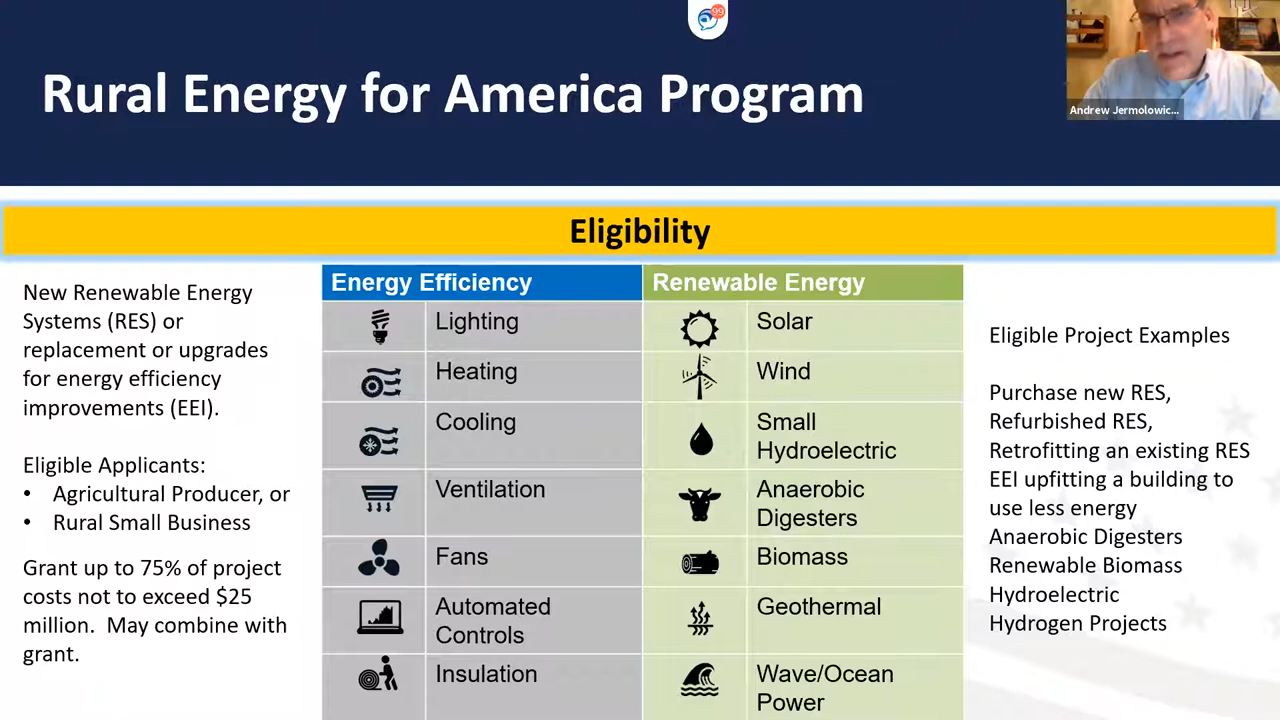 99
Rural Energy for America Program
Andrew Jermolowic...
Eligibility
New Renewable Energy
Systems (RES) or
replacement or upgrades
for energy efficiency
improvements (EEI).
Eligible Applicants:
• Agricultural Producer, or
• Rural Small Business
Grant up to 75% of project
costs not to exceed $25
million. May combine with
grant.
Energy Efficiency
Lighting
Heating
Cooling
Ventilation
Fans
Automated
Controls
Insulation
Renewable Energy
Solar
Wind
Small
Hydroelectric
Anaerobic
Digesters
Biomass
Geothermal
Wave/Ocean
Power
Eligible Project Examples
Purchase new RES,
Refurbished RES,
Retrofitting an existing RES
EEI upfitting a building to
use less energy
Anaerobic Digesters
Renewable Biomass
Hydroelectric
Hydrogen Projects